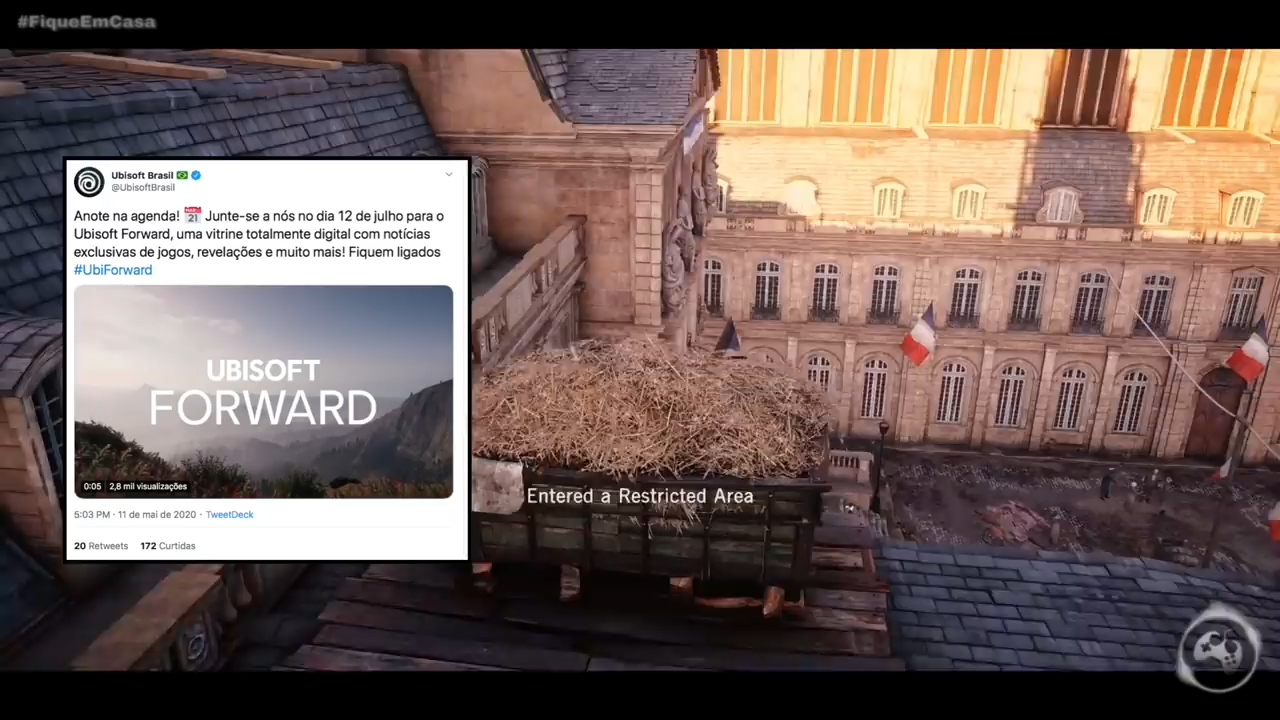 #FiqueEmCasa
Ubisoft Brasil
@UbisoftBrasil
Anote na agenda! Junte-se a nós no dia 12 de julho para o
Ubisoft Forward, uma vitrine totalmente digital com notícias
exclusivas de jogos, revelações e muito mais! Fiquem ligados
#UbiForward
UBISOFT
FORWARD
0:05 2,8 mil visualizações
5:03 PM · 11 de mai de 2020 · TweetDeck
20 Retweets 172 Curtidas
Entered a Restricted Area